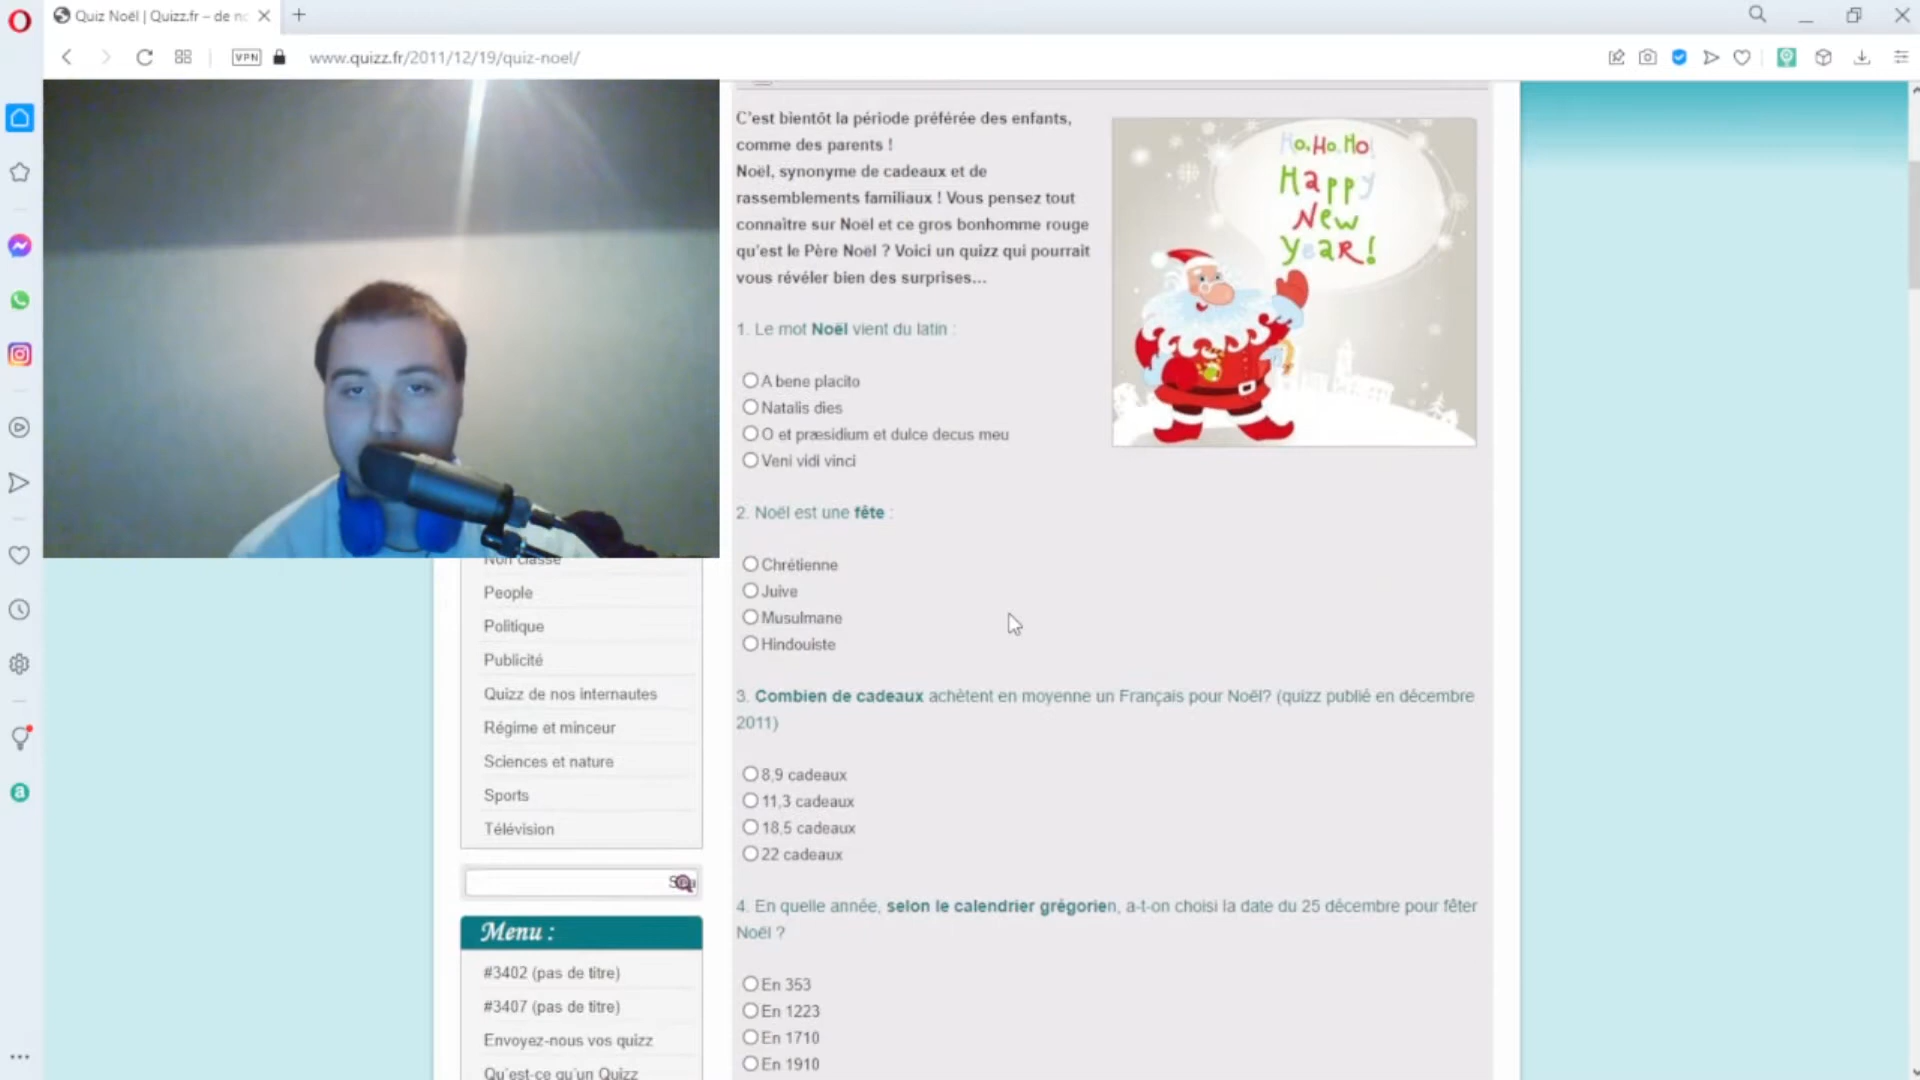 Quiz Noël | Quizz.fr – de no
VPN
www.quizz.fr/2011/12/19/quiz-noel/
C'est bientôt la période préférée des enfants,
comme des parents !
Noël, synonyme de cadeaux et de
rassemblements familiaux ! Vous pensez tout
connaître sur Noël et ce gros bonhomme rouge
qu'est le Père Noël ? Voici un quizz qui pourrait
vous révéler bien des surprises...
Ho.Ho.Ho
Happy
New
YeaR!
1. Le mot Noël vient du latin :
A bene placito
Natalis dies
O et præsidium et dulce decus meu
Veni vidi vinci
2. Noël est une fête :
Chrétienne
Juive
Musulmane
Hindouiste
3. Combien de cadeaux achètent en moyenne un Français pour Noël? (quizz publié en décembre
2011)
8,9 cadeaux
11,3 cadeaux
18,5 cadeaux
22 cadeaux
4. En quelle année, selon le calendrier grégorien, a-t-on choisi la date du 25 décembre pour fêter
Noël ?
En 353
En 1223
En 1710
En 1910
Non classé
People
Politique
Publicité
Quizz de nos internautes
Régime et minceur
Sciences et nature
Sports
Télévision
Menu :
#3402 (pas de titre)
#3407 (pas de titre)
Envoyez-nous vos quizz
Qu'est-ce qu'un Quizz